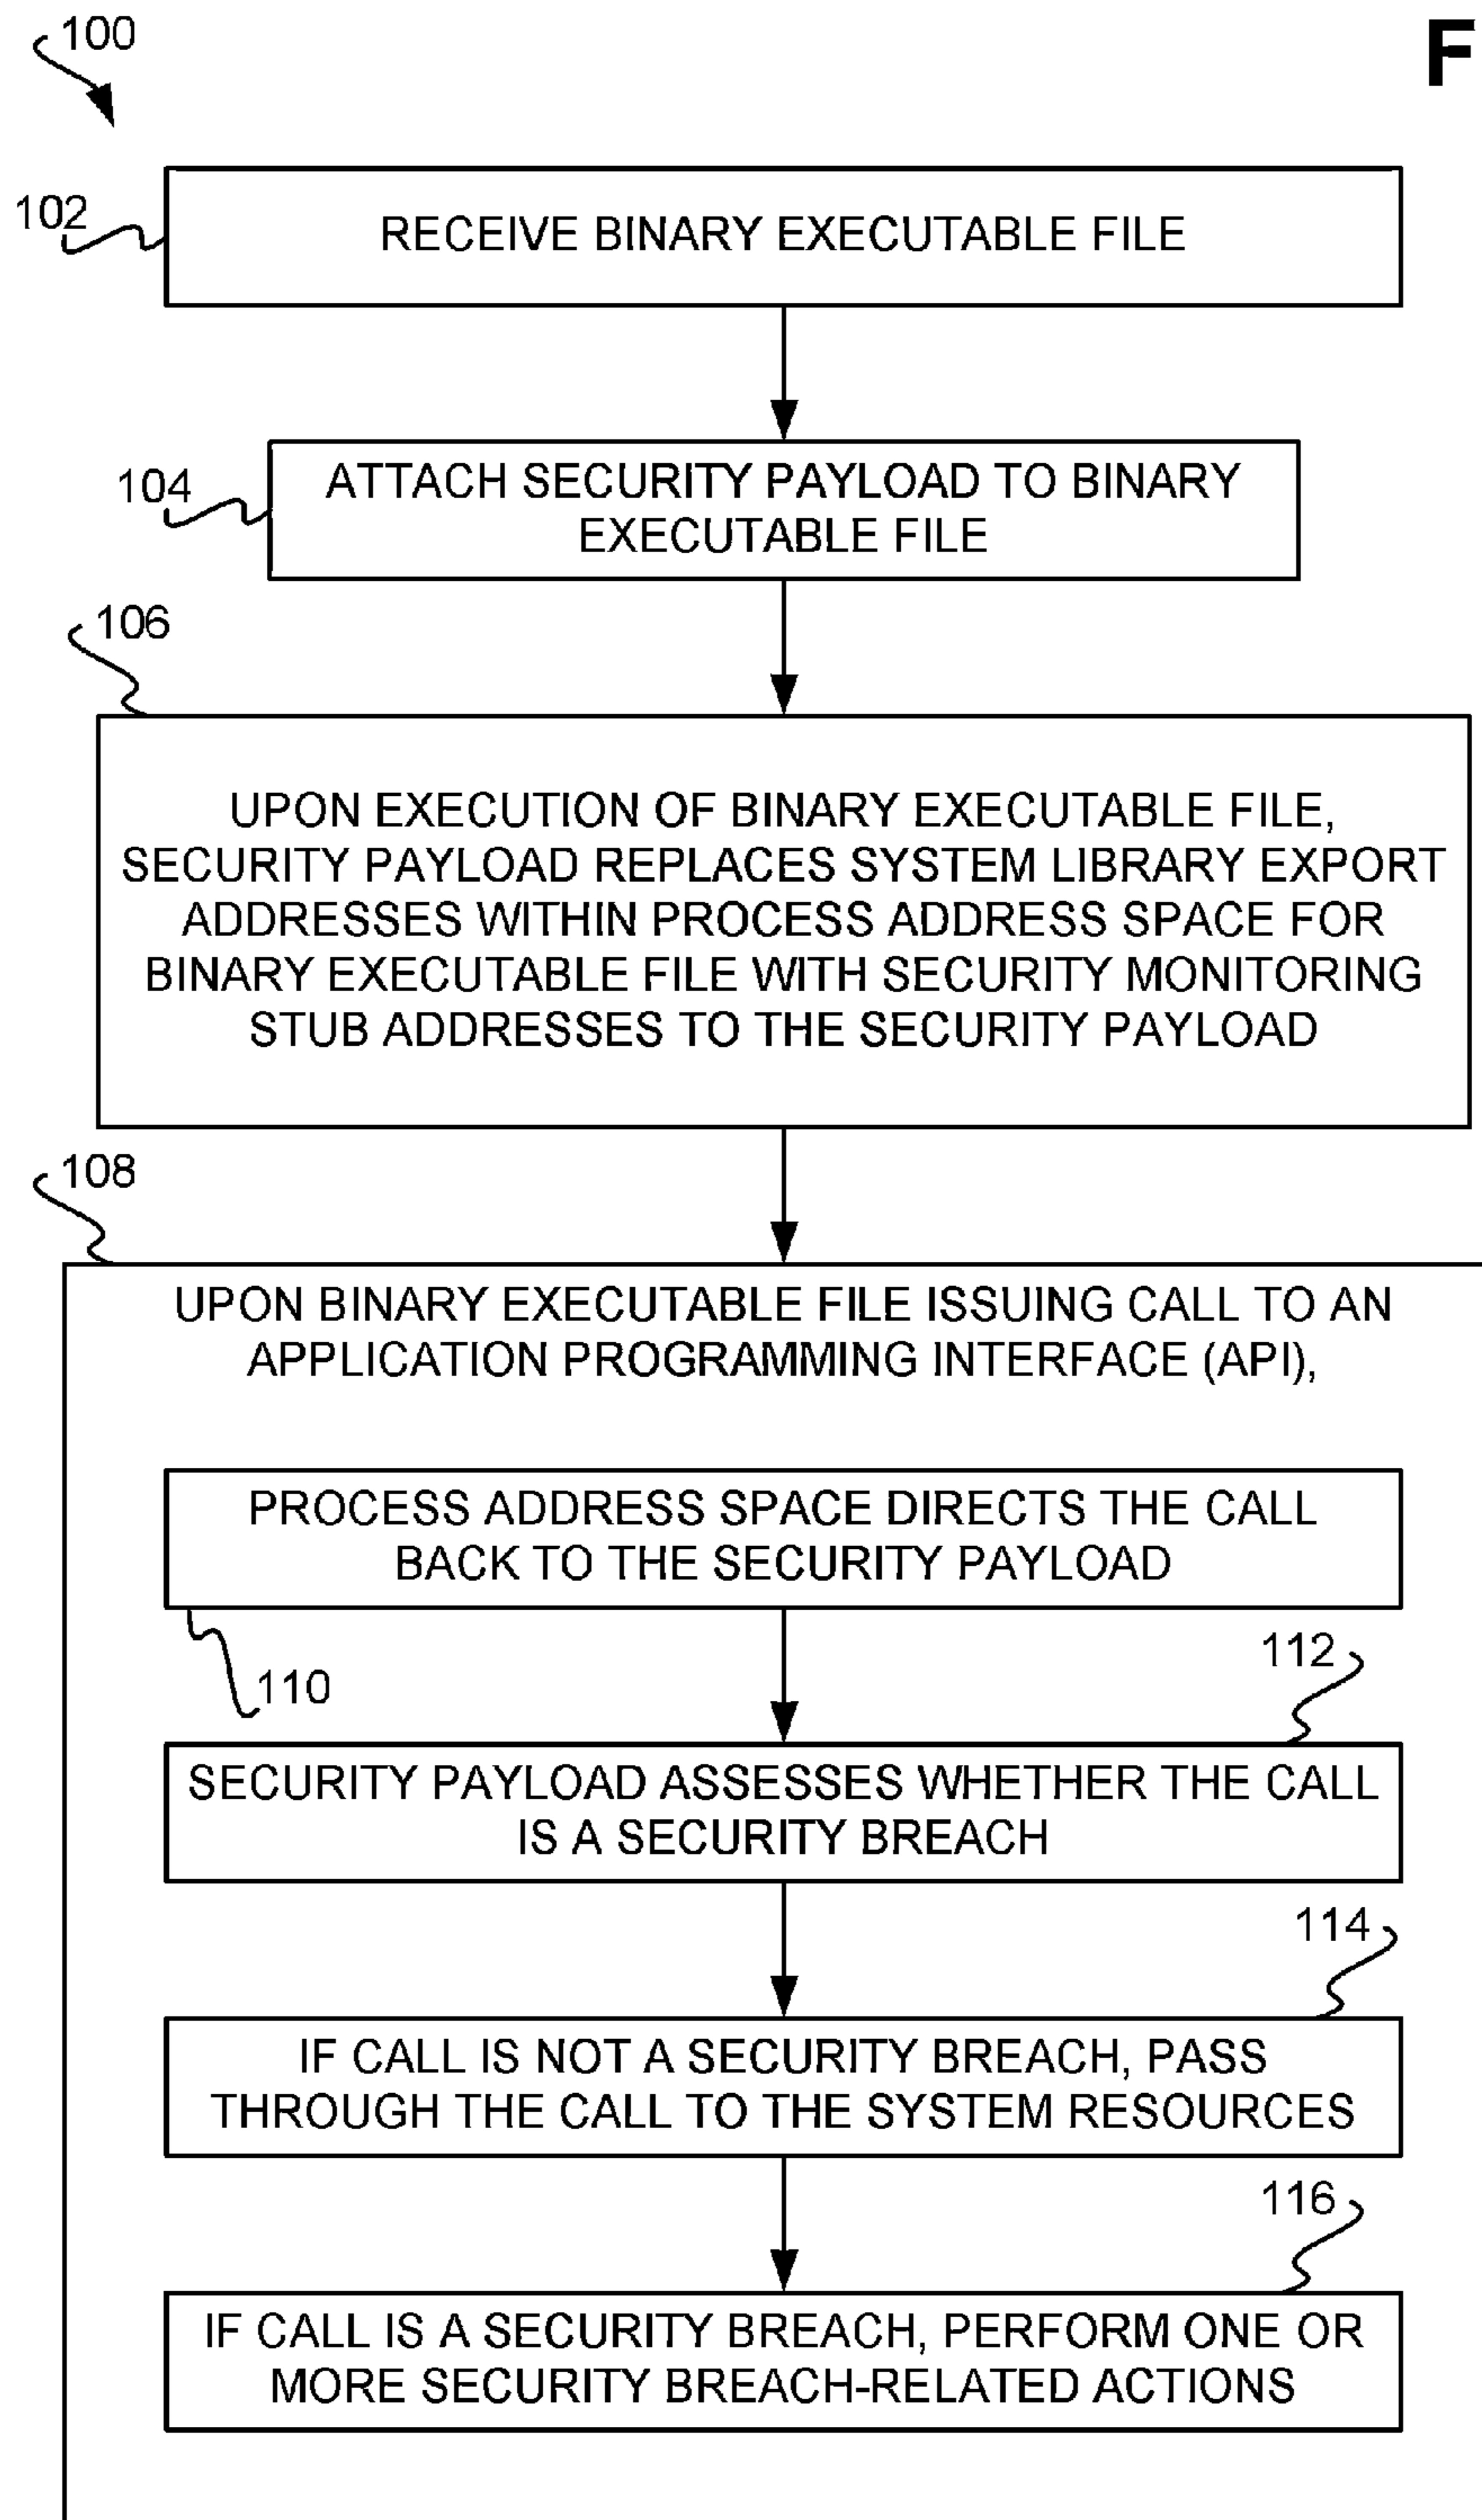 100
F
102
RECEIVE BINARY EXECUTABLE FILE
104
ATTACH SECURITY PAYLOAD TO BINARY
EXECUTABLE FILE
106
UPON EXECUTION OF BINARY EXECUTABLE FILE,
SECURITY PAYLOAD REPLACES SYSTEM LIBRARY EXPORT
ADDRESSES WITHIN PROCESS ADDRESS SPACE FOR
BINARY EXECUTABLE FILE WITH SECURITY MONITORING
STUB ADDRESSES TO THE SECURITY PAYLOAD
108
UPON BINARY EXECUTABLE FILE ISSUING CALL TO AN
APPLICATION PROGRAMMING INTERFACE (API),
PROCESS ADDRESS SPACE DIRECTS THE CALL
BACK TO THE SECURITY PAYLOAD
110
112
SECURITY PAYLOAD ASSESSES WHETHER THE CALL
IS A SECURITY BREACH
114
IF CALL IS NOT A SECURITY BREACH, PASS
THROUGH THE CALL TO THE SYSTEM RESOURCES
116
IF CALL IS A SECURITY BREACH, PERFORM ONE OR
MORE SECURITY BREACH-RELATED ACTIONS